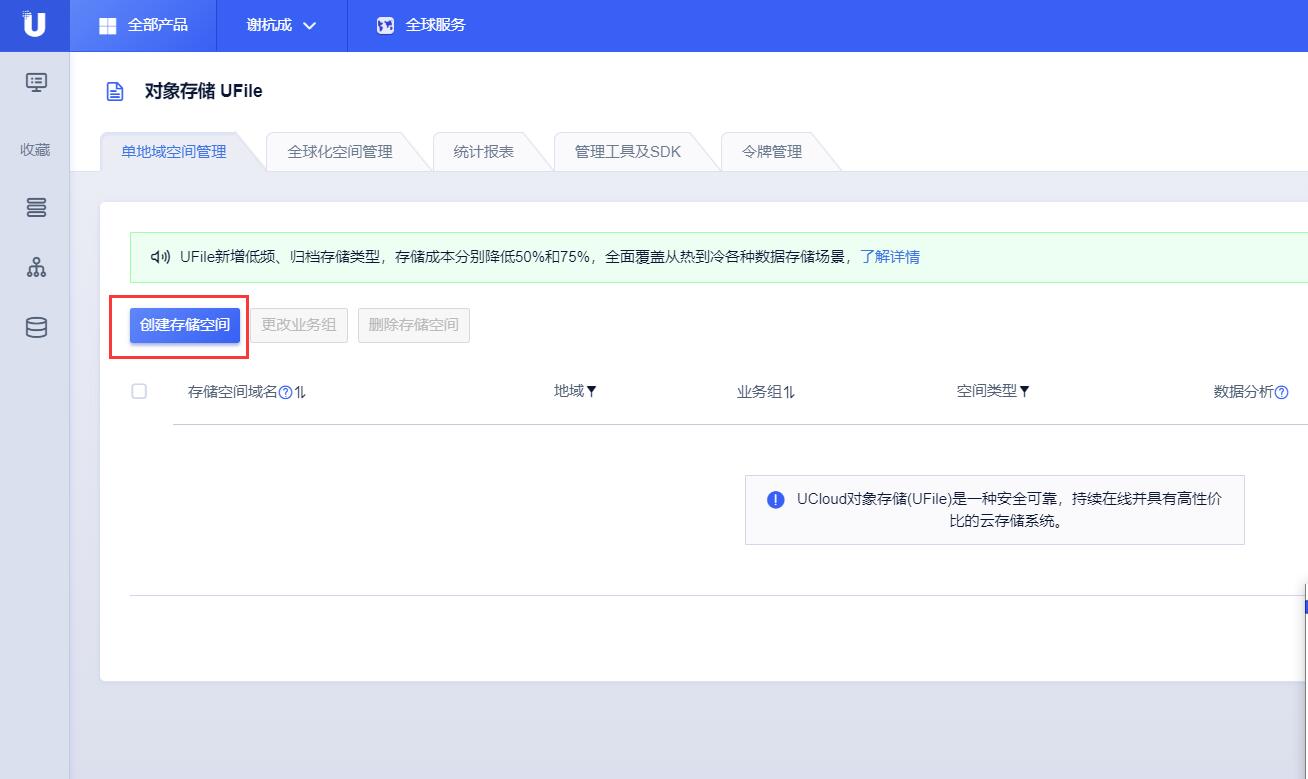 U 全部产品 谢杭成 全球服务
对象存储 UFile
收藏
单地域空间管理 全球化空间管理 统计报表 管理工具及SDK 令牌管理
UFile新增低频、归档存储类型，存储成本分别降低50%和75%，全面覆盖从热到冷各种数据存储场景，了解详情
创建存储空间 更改业务组 删除存储空间
存储空间域名 地域 业务组 空间类型 数据分析
UCloud对象存储(UFile)是一种安全可靠，持续在线并具有高性价
比的云存储系统。